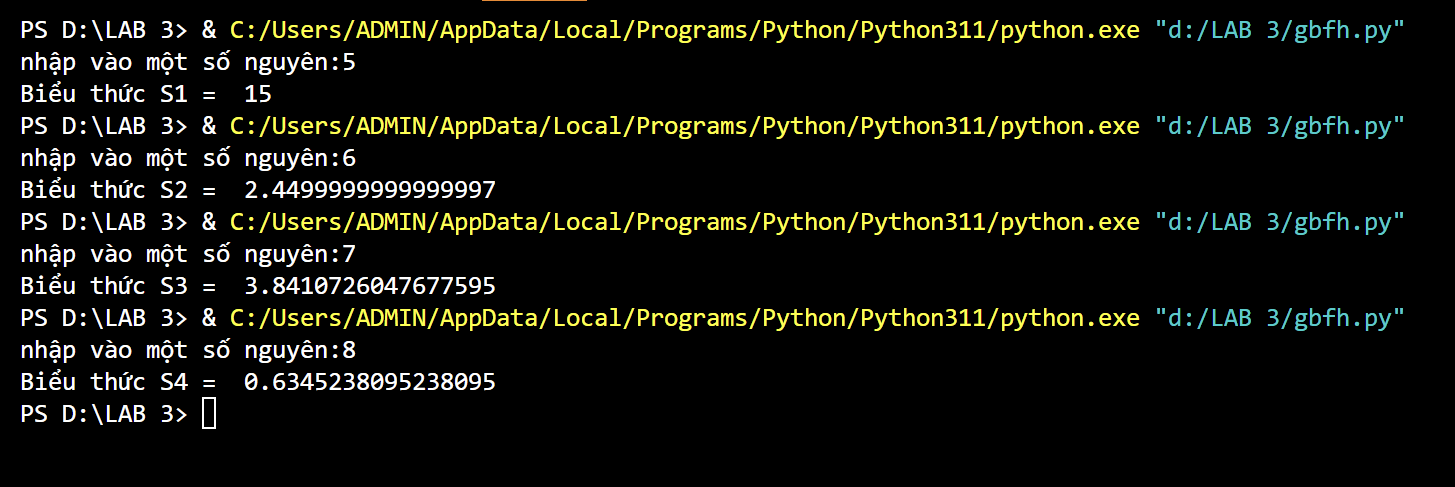 PS D:\LAB 3> & C:/Users/ADMIN/AppData/Local/Programs/Python/Python311/python.exe "d:/LAB 3/gbfh.py"
nhập vào một số nguyên:5
Biểu thức S1 =  15
PS D:\LAB 3> & C:/Users/ADMIN/AppData/Local/Programs/Python/Python311/python.exe "d:/LAB 3/gbfh.py"
nhập vào một số nguyên:6
Biểu thức S2 =  2.4499999999999997
PS D:\LAB 3> & C:/Users/ADMIN/AppData/Local/Programs/Python/Python311/python.exe "d:/LAB 3/gbfh.py"
nhập vào một số nguyên:7
Biểu thức S3 =  3.8410726047677595
PS D:\LAB 3> & C:/Users/ADMIN/AppData/Local/Programs/Python/Python311/python.exe "d:/LAB 3/gbfh.py"
nhập vào một số nguyên:8
Biểu thức S4 =  0.6345238095238095
PS D:\LAB 3>